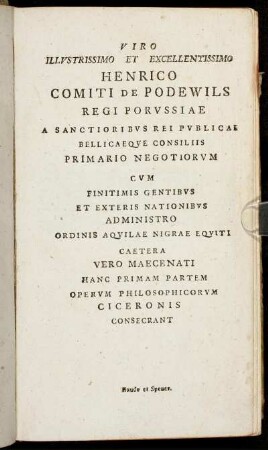 VIRO
ILLVSTRISSIMO ET EXCELLENTISSIMO
HENRICO
COMITI DE PODEWILS
REGI PORVSSIAE
A SANCTIORIBVS REI PVBLICAE
BELLICAEQVE CONSILIIS
PRIMARIO NEGOTIORVM
CVM
FINITIMIS GENTIBVS
ET EXTERIS NATIONIBVS
ADMINISTRO
ORDINIS AQVILAE NIGRAE EQVITI
CAETERA
VERO MAECENATI
HANC PRIMAM PARTEM
OPERVM PHILOSOPHICORVM
CICERONIS
CONSECRANT
Haude et Spener.